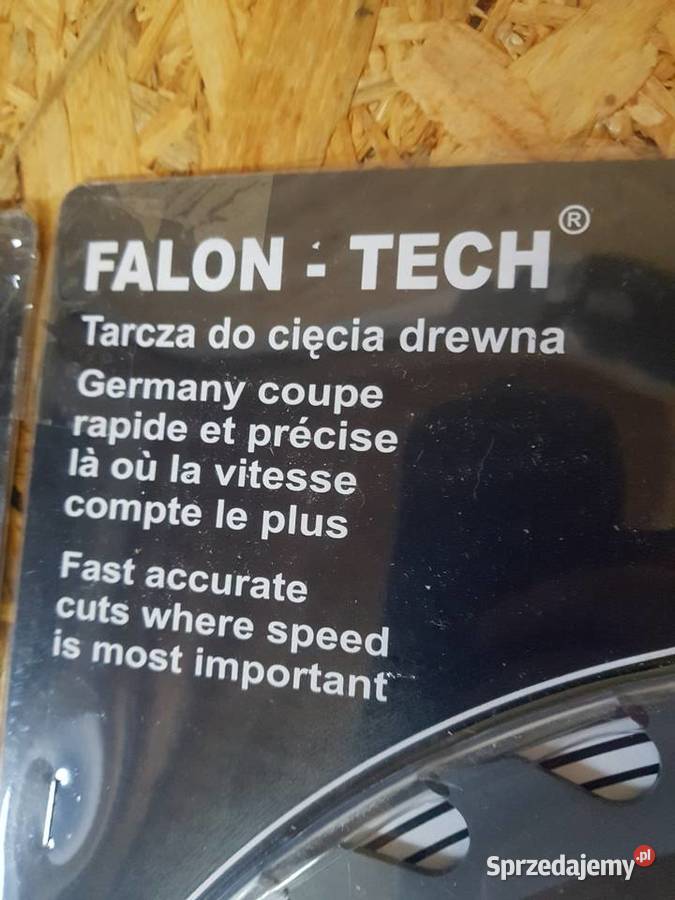 FALON - TECH®
Tarcza do cięcia drewna
Germany coupe
rapide et précise
là où la vitesse
compte le plus
Fast accurate
cuts where speed
is most important
Sprzedajemy.pl